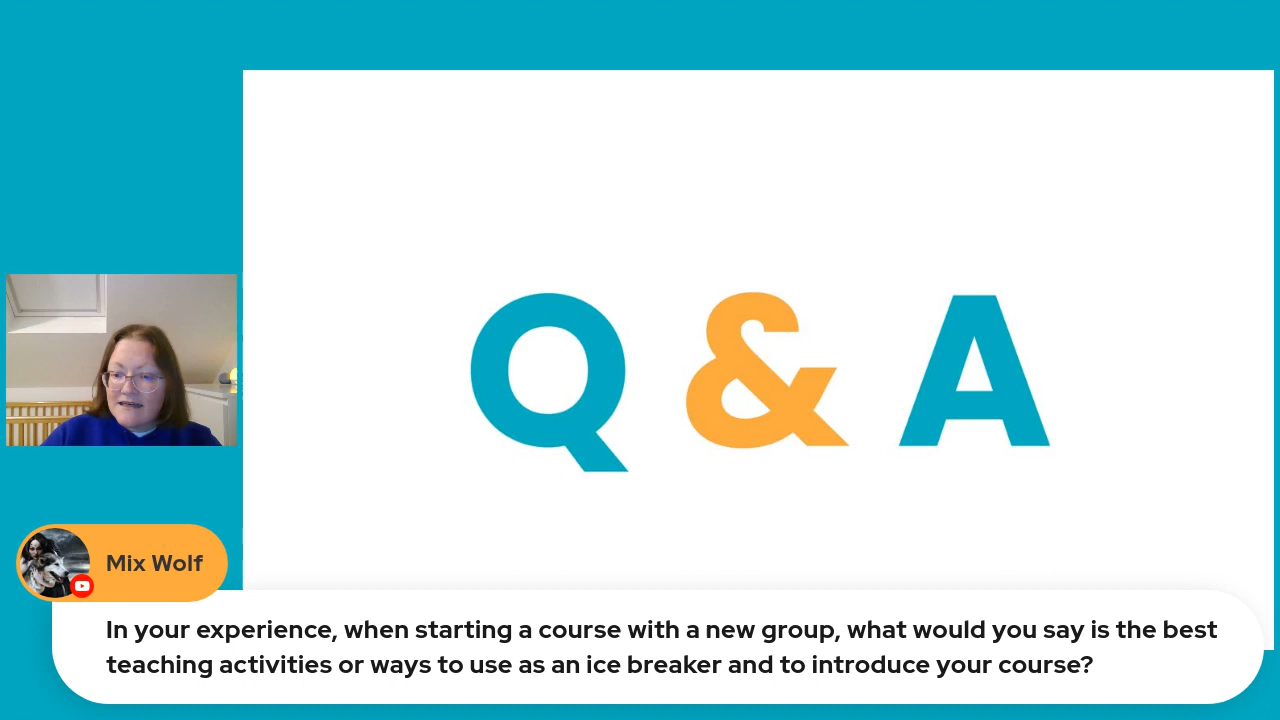 Q & A
Mix Wolf
In your experience, when starting a course with a new group, what would you say is the best
teaching activities or ways to use as an ice breaker and to introduce your course?